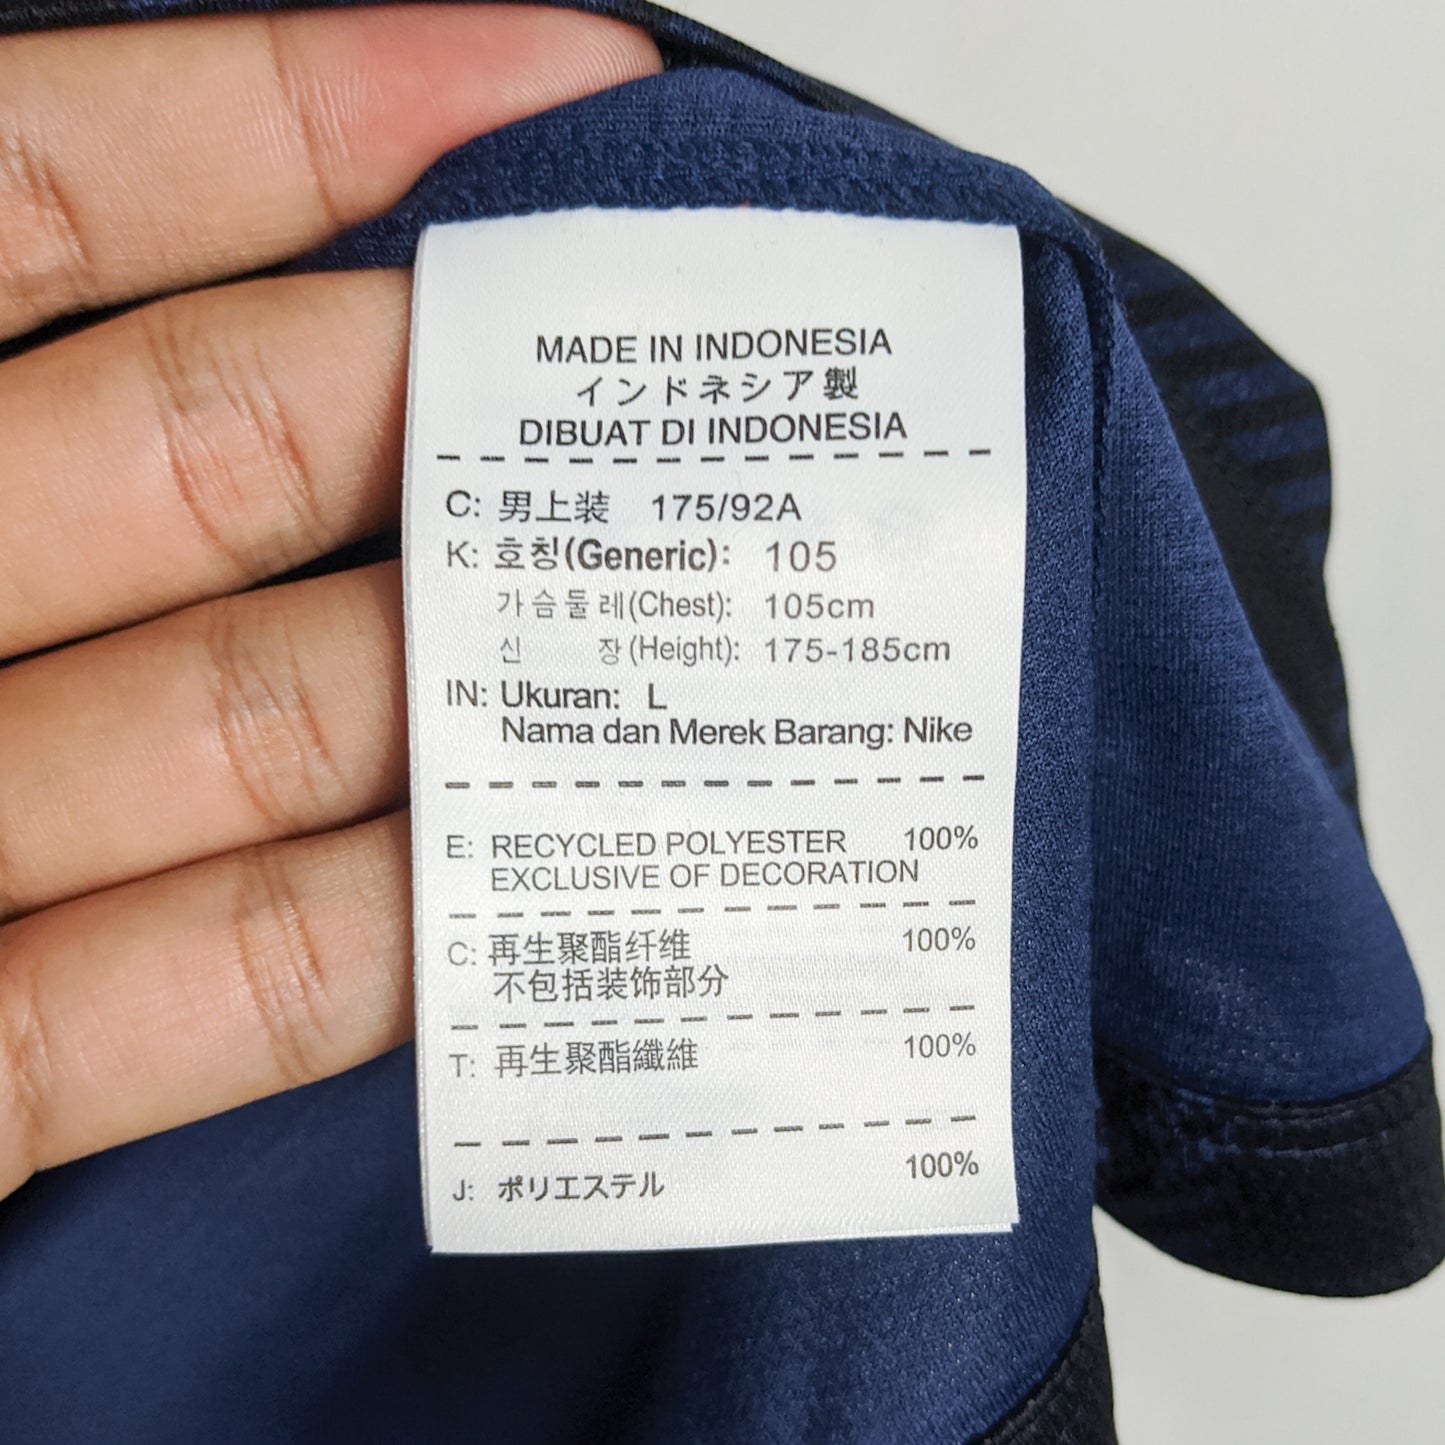 MADE IN INDONESIA
インドネシア製
DIBUAT DI INDONESIA
C: 男上装 175/92A
K: 호칭(Generic): 105
가슴둘레(Chest): 105cm
신 장(Height): 175-185cm
IN: Ukuran: L
Nama dan Merek Barang: Nike
E: RECYCLED POLYESTER 100%
EXCLUSIVE OF DECORATION
C: 再生聚酯纤维 100%
不包括装饰部分
T: 再生聚酯纖維 100%
J: ポリエステル 100%